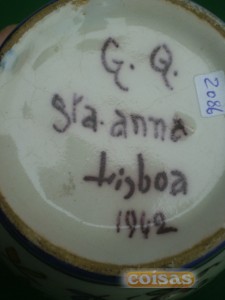 G. Q.
Sta. anna
Lisboa
1942
2086
coisas